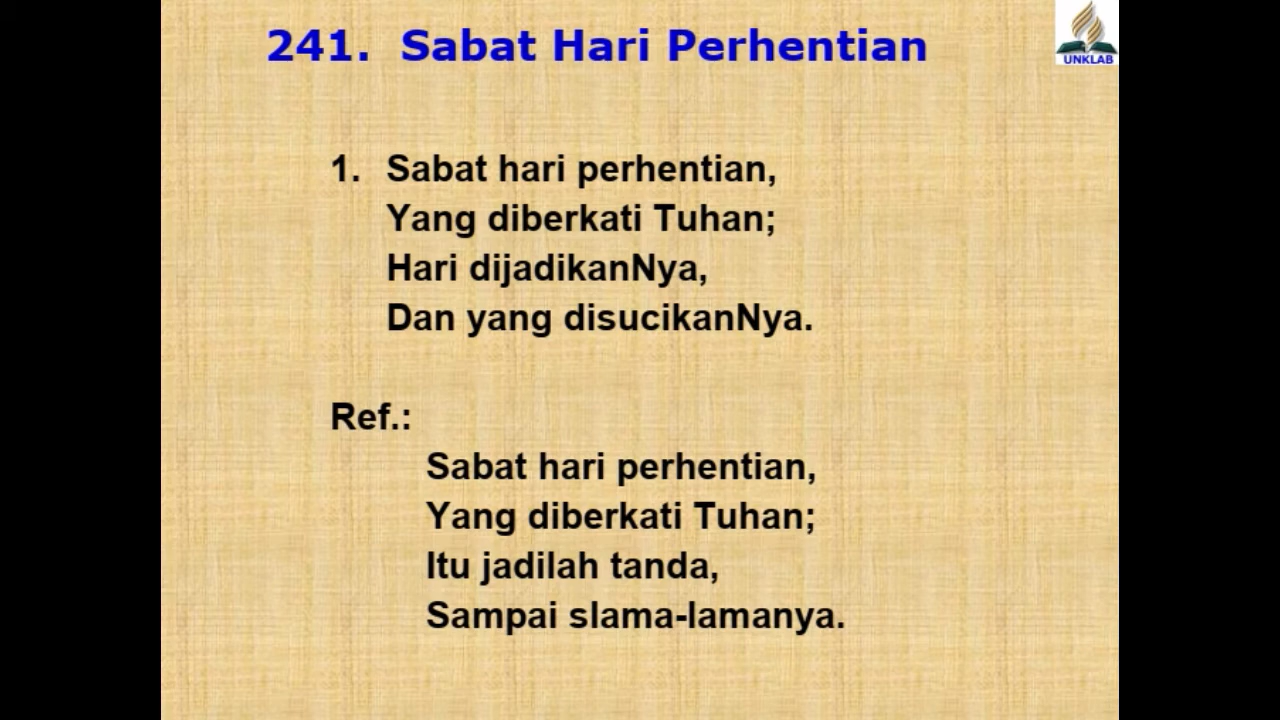 241. Sabat Hari Perhentian
UNKLAB
1. Sabat hari perhentian,
Yang diberkati Tuhan;
Hari dijadikanNya,
Dan yang disucikanNya.
Ref.:
Sabat hari perhentian,
Yang diberkati Tuhan;
Itu jadilah tanda,
Sampai slama-lamanya.